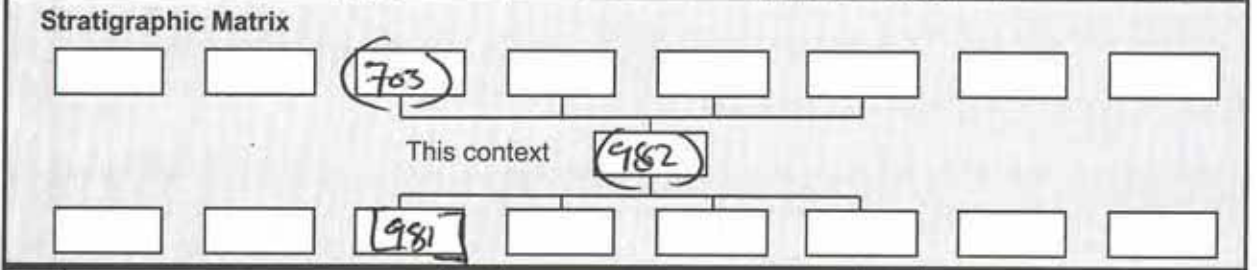 Stratigraphic Matrix
(703)
This context (982)
[981]